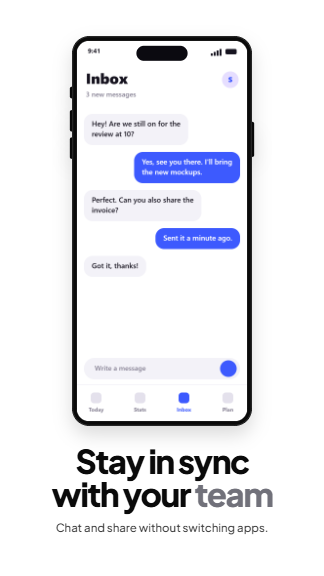 9:41
Inbox
S
3 new messages
Hey! Are we still on for the
review at 10?
Yes, see you there. I'll bring
the new mockups.
Perfect. Can you also share the
invoice?
Sent it a minute ago.
Got it, thanks!
Write a message
Today
Stats
Inbox
Plan
Stay in sync
with your team
Chat and share without switching apps.